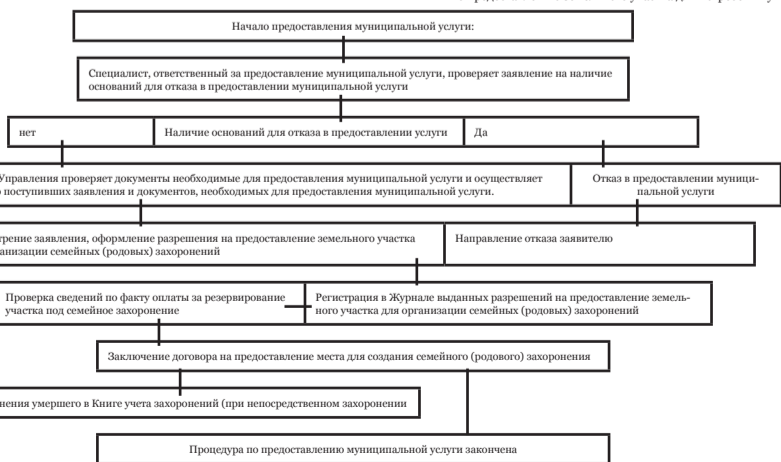 Начало предоставления муниципальной услуги:
Специалист, ответственный за предоставление муниципальной услуги, проверяет заявление на наличие
оснований для отказа в предоставлении муниципальной услуги
нет
Наличие оснований для отказа в предоставлении услуги
Да
Управления проверяет документы необходимые для предоставления муниципальной услуги и осуществляет
поступивших заявления и документов, необходимых для предоставления муниципальной услуги.
Отказ в предоставлении муници-
пальной услуги
трение заявления, оформление разрешения на предоставление земельного участка
анизации семейных (родовых) захоронений
Направление отказа заявителю
Проверка сведений по факту оплаты за резервирование
участка под семейное захоронение
Регистрация в Журнале выданных разрешений на предоставление земель-
ного участка для организации семейных (родовых) захоронений
Заключение договора на предоставление места для создания семейного (родового) захоронения
нения умершего в Книге учета захоронений (при непосредственном захоронении
Процедура по предоставлению муниципальной услуги закончена